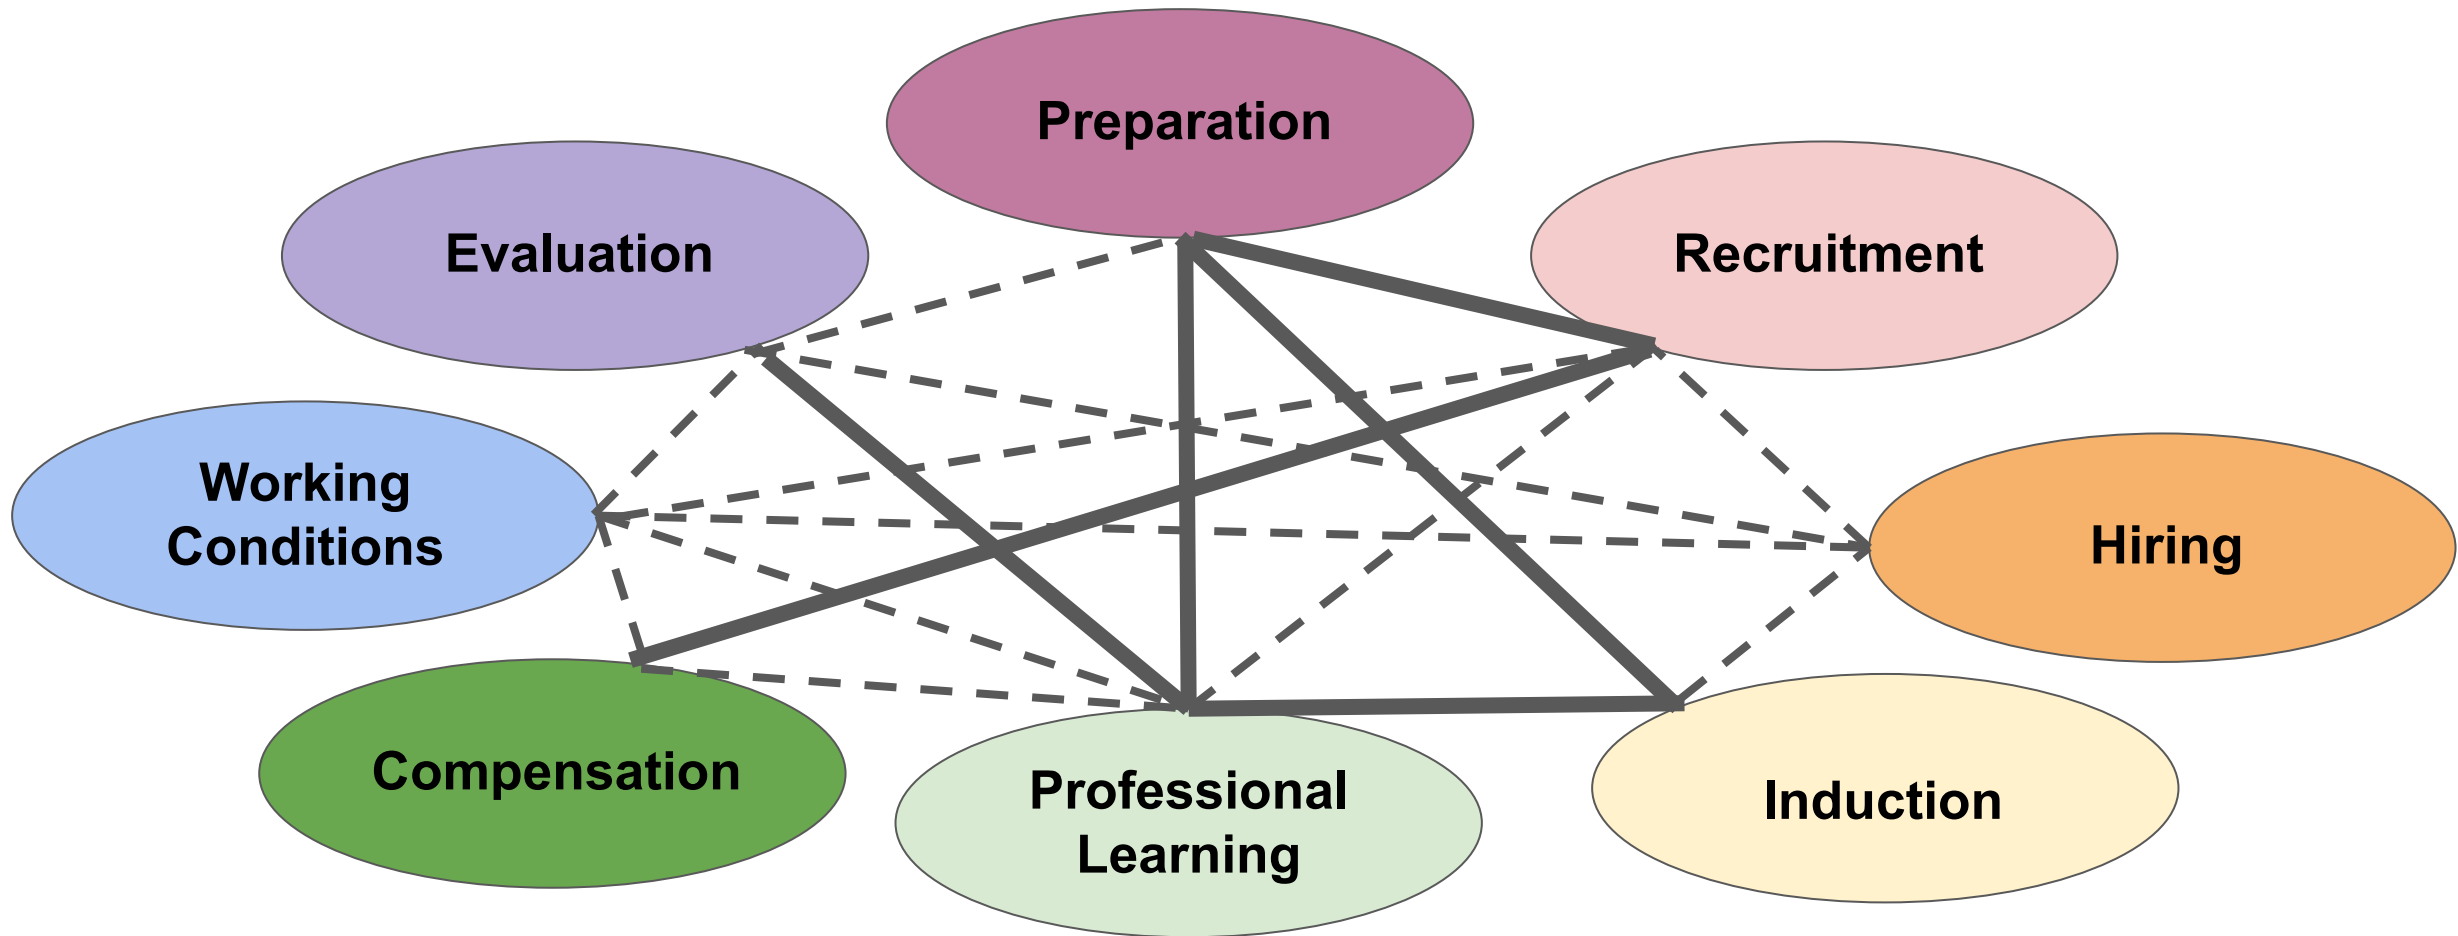 Preparation
Evaluation
Recruitment
Working
Conditions
Hiring
Compensation
Professional
Learning
Induction